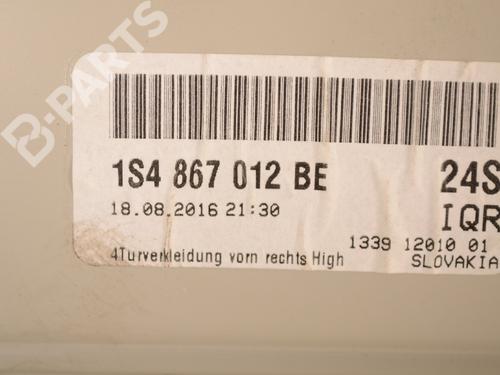 B-PARTS
1S4 867 012 BE 24S
18.08.2016 21:30 IQR
1339 12010 01
4Turverkleidung vorn rechts High SLOVAKIA